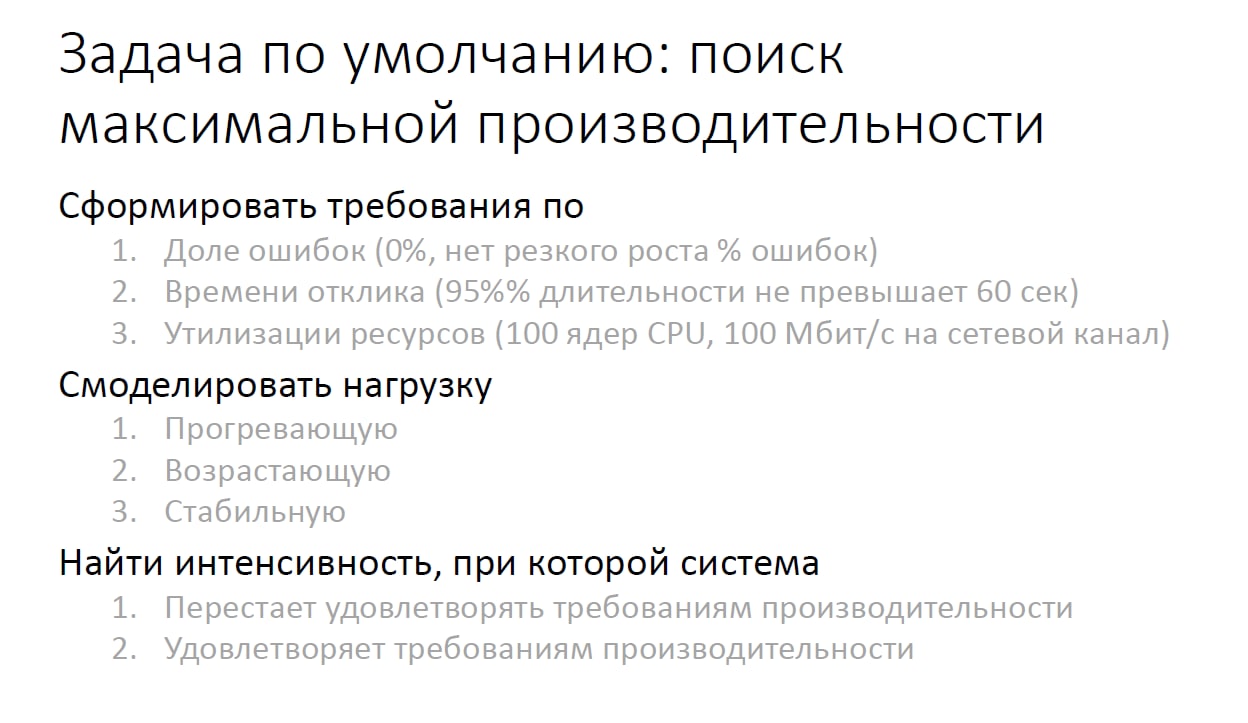 Задача по умолчанию: поиск
максимальной производительности
Сформировать требования по
1. Доле ошибок (0%, нет резкого роста % ошибок)
2. Времени отклика (95%% длительности не превышает 60 сек)
3. Утилизации ресурсов (100 ядер CPU, 100 Мбит/с на сетевой канал)
Смоделировать нагрузку
1. Прогревающую
2. Возрастающую
3. Стабильную
Найти интенсивность, при которой система
1. Перестает удовлетворять требованиям производительности
2. Удовлетворяет требованиям производительности